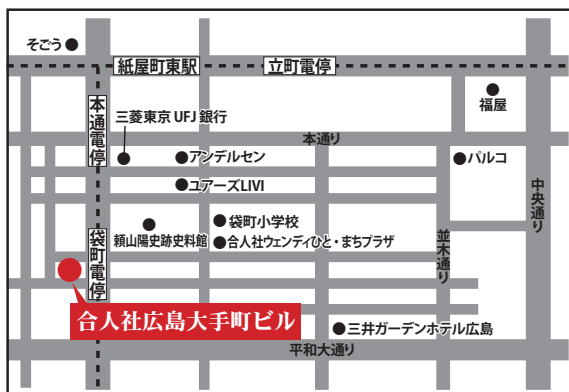 そごう
紙屋町東駅
立町電停
福屋
本通電停
三菱東京 UFJ 銀行
本通り
アンデルセン
パルコ
ユアーズLIVI
中央通り
袋町小学校
頼山陽史跡史料館
合人社ウェンディひと・まちプラザ
並木通り
袋町電停
合人社広島大手町ビル
三井ガーデンホテル広島
平和大通り